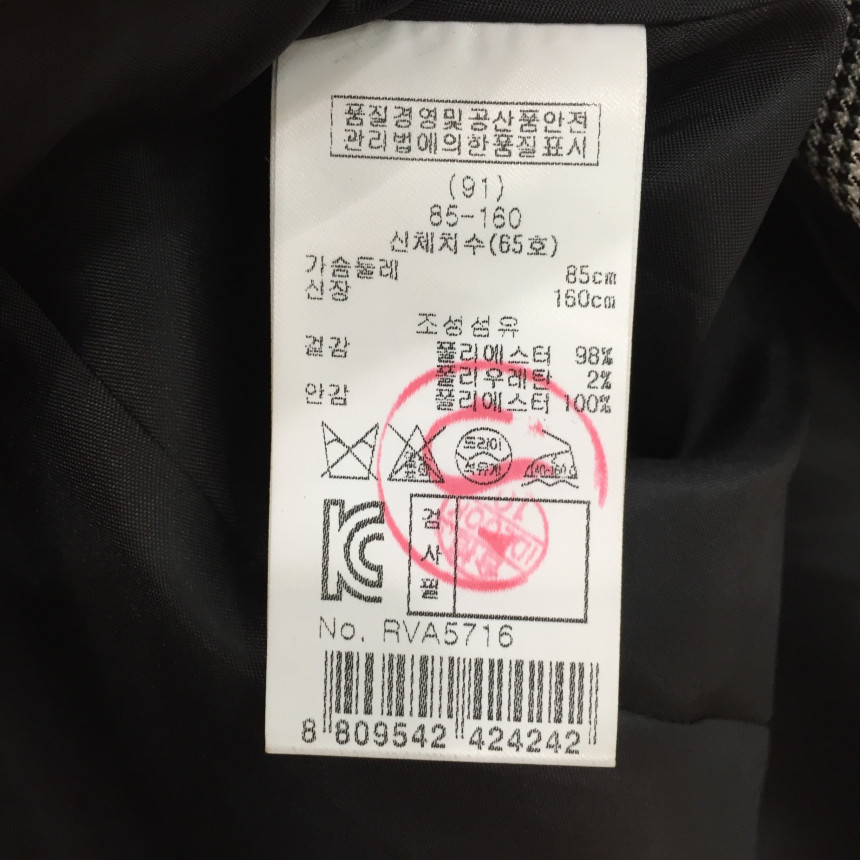 품질경영및공산품안전
관리법에의한품질표시
(91)
85-160
신체치수(65호)
가슴둘레 85cm
신장 160cm
조성섬유
겉감 폴리에스터 98%
폴리우레탄 2%
안감 폴리에스터 100%
드라이
석유계
검사필
No. RVA5716
8 809542 424242